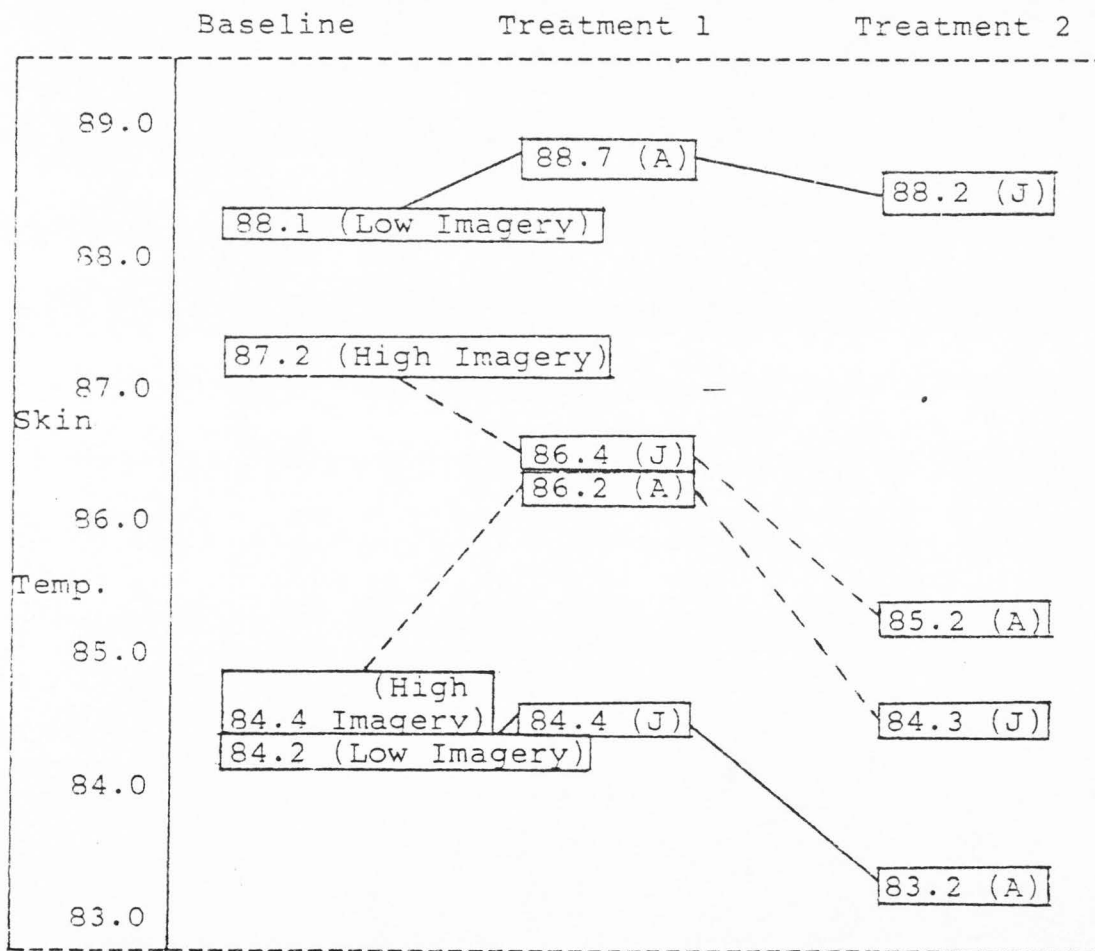 Baseline Treatment 1 Treatment 2
89.0
88.7 (A)
88.2 (J)
88.1 (Low Imagery)
88.0
87.2 (High Imagery)
87.0
Skin
86.4 (J)
86.2 (A)
86.0
Temp.
85.2 (A)
85.0
(High
84.4 Imagery)
84.4 (J)
84.3 (J)
84.2 (Low Imagery)
84.0
83.2 (A)
83.0